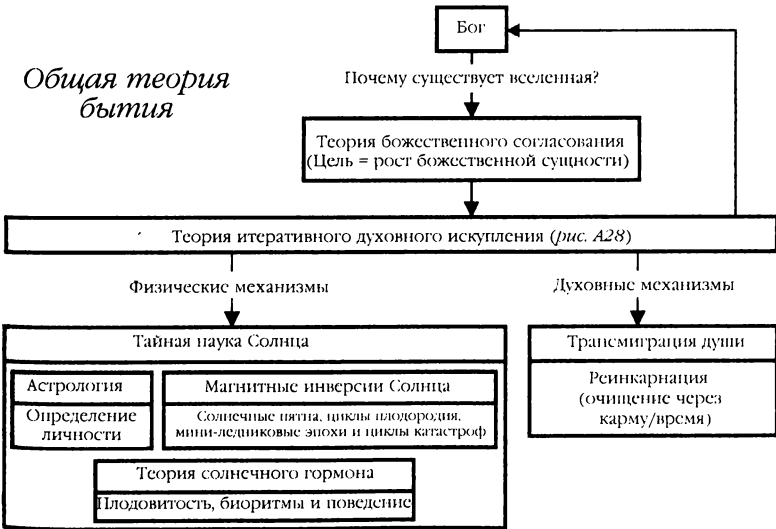 Бог
Общая теория
бытия
Почему существует вселенная?
Теория божественного согласования
(Цель = рост божественной сущности)
Теория итеративного духовного искупления (рис. А28)
Физические механизмы
Духовные механизмы
Тайная наука Солнца
Астрология
Определение
личности
Магнитные инверсии Солнца
Солнечные пятна, циклы плодородия,
мини-ледниковые эпохи и циклы катастроф
Теория солнечного гормона
Плодовитость, биоритмы и поведение
Трансмиграция души
Реинкарнация
(очищение через
карму/время)